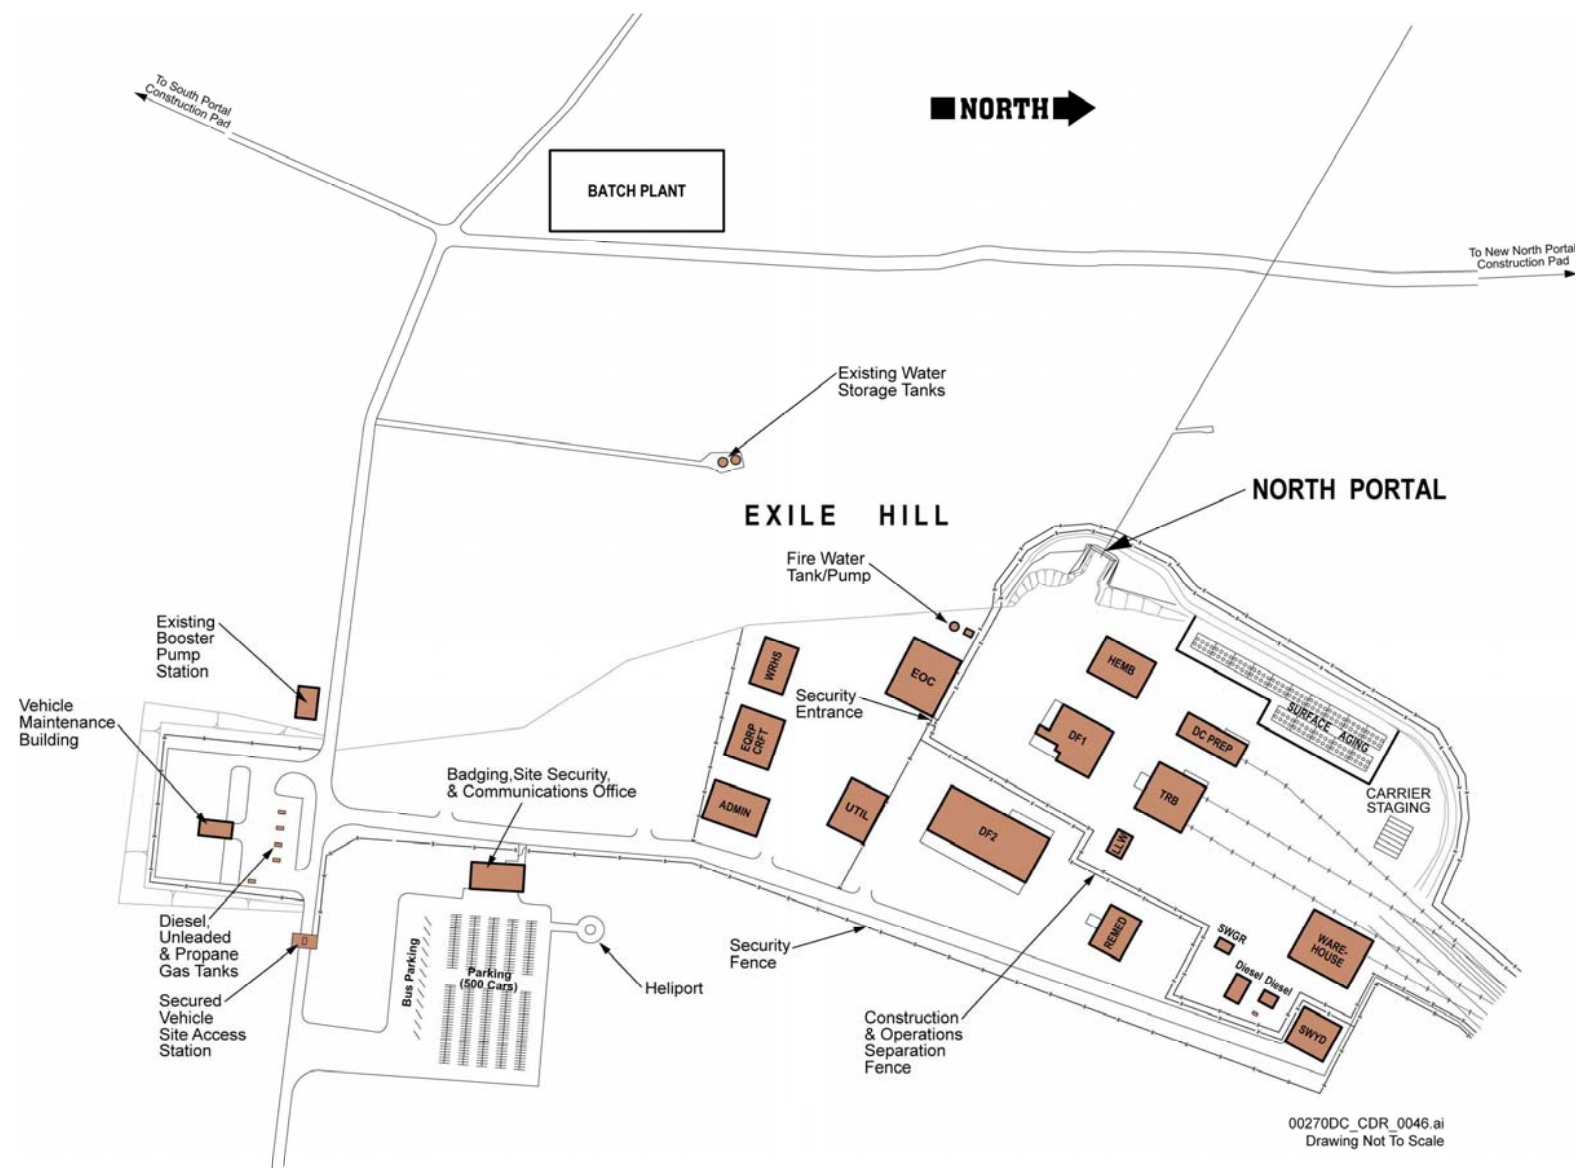 To South Portal
Construction Pad
NORTH
BATCH PLANT
To New North Portal
Construction Pad
Existing Water
Storage Tanks
NORTH PORTAL
EXILE HILL
Fire Water
Tank/Pump
Existing
Booster
Pump
Station
WRHS
EOC
HEMB
Security
Entrance
Vehicle
Maintenance
Building
EQRP
CRFT
DF1
DC PREP
SURFACE AGING
Badging,Site Security,
& Communications Office
ADMIN
UTIL
TRB
CARRIER
STAGING
DF2
LLW
Diesel,
Unleaded
& Propane
Gas Tanks
Bus Parking
Parking
(500 Cars)
Security
Fence
REMED
SWGR
WARE-
HOUSE
Heliport
Diesel
Diesel
Secured
Vehicle
Site Access
Station
Construction
& Operations
Separation
Fence
SWYD
00270DC_CDR_0046.ai
Drawing Not To Scale